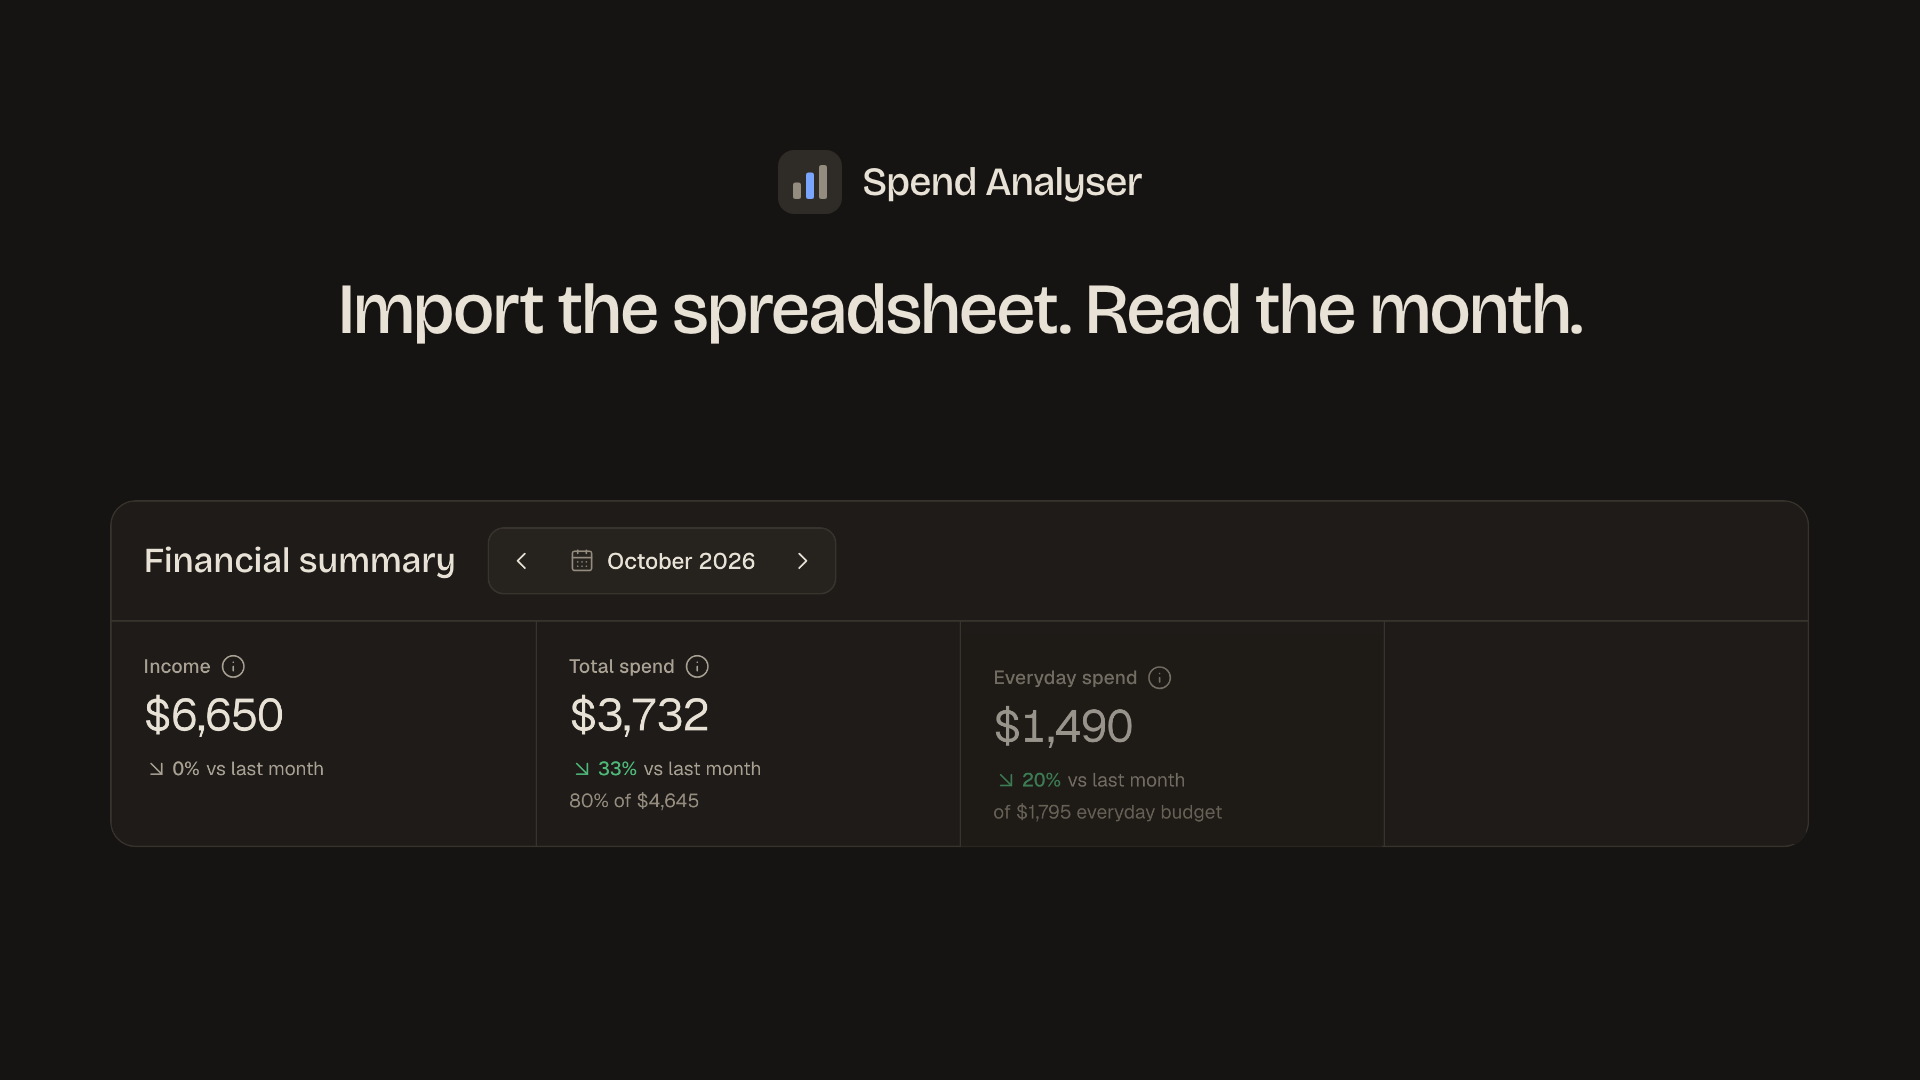 Spend Analyser
Import the spreadsheet. Read the month.
Financial summary
October 2026
Income
$6,650
0% vs last month
Total spend
$3,732
33% vs last month
80% of $4,645
Everyday spend
$1,490
20% vs last month
of $1,795 everyday budget